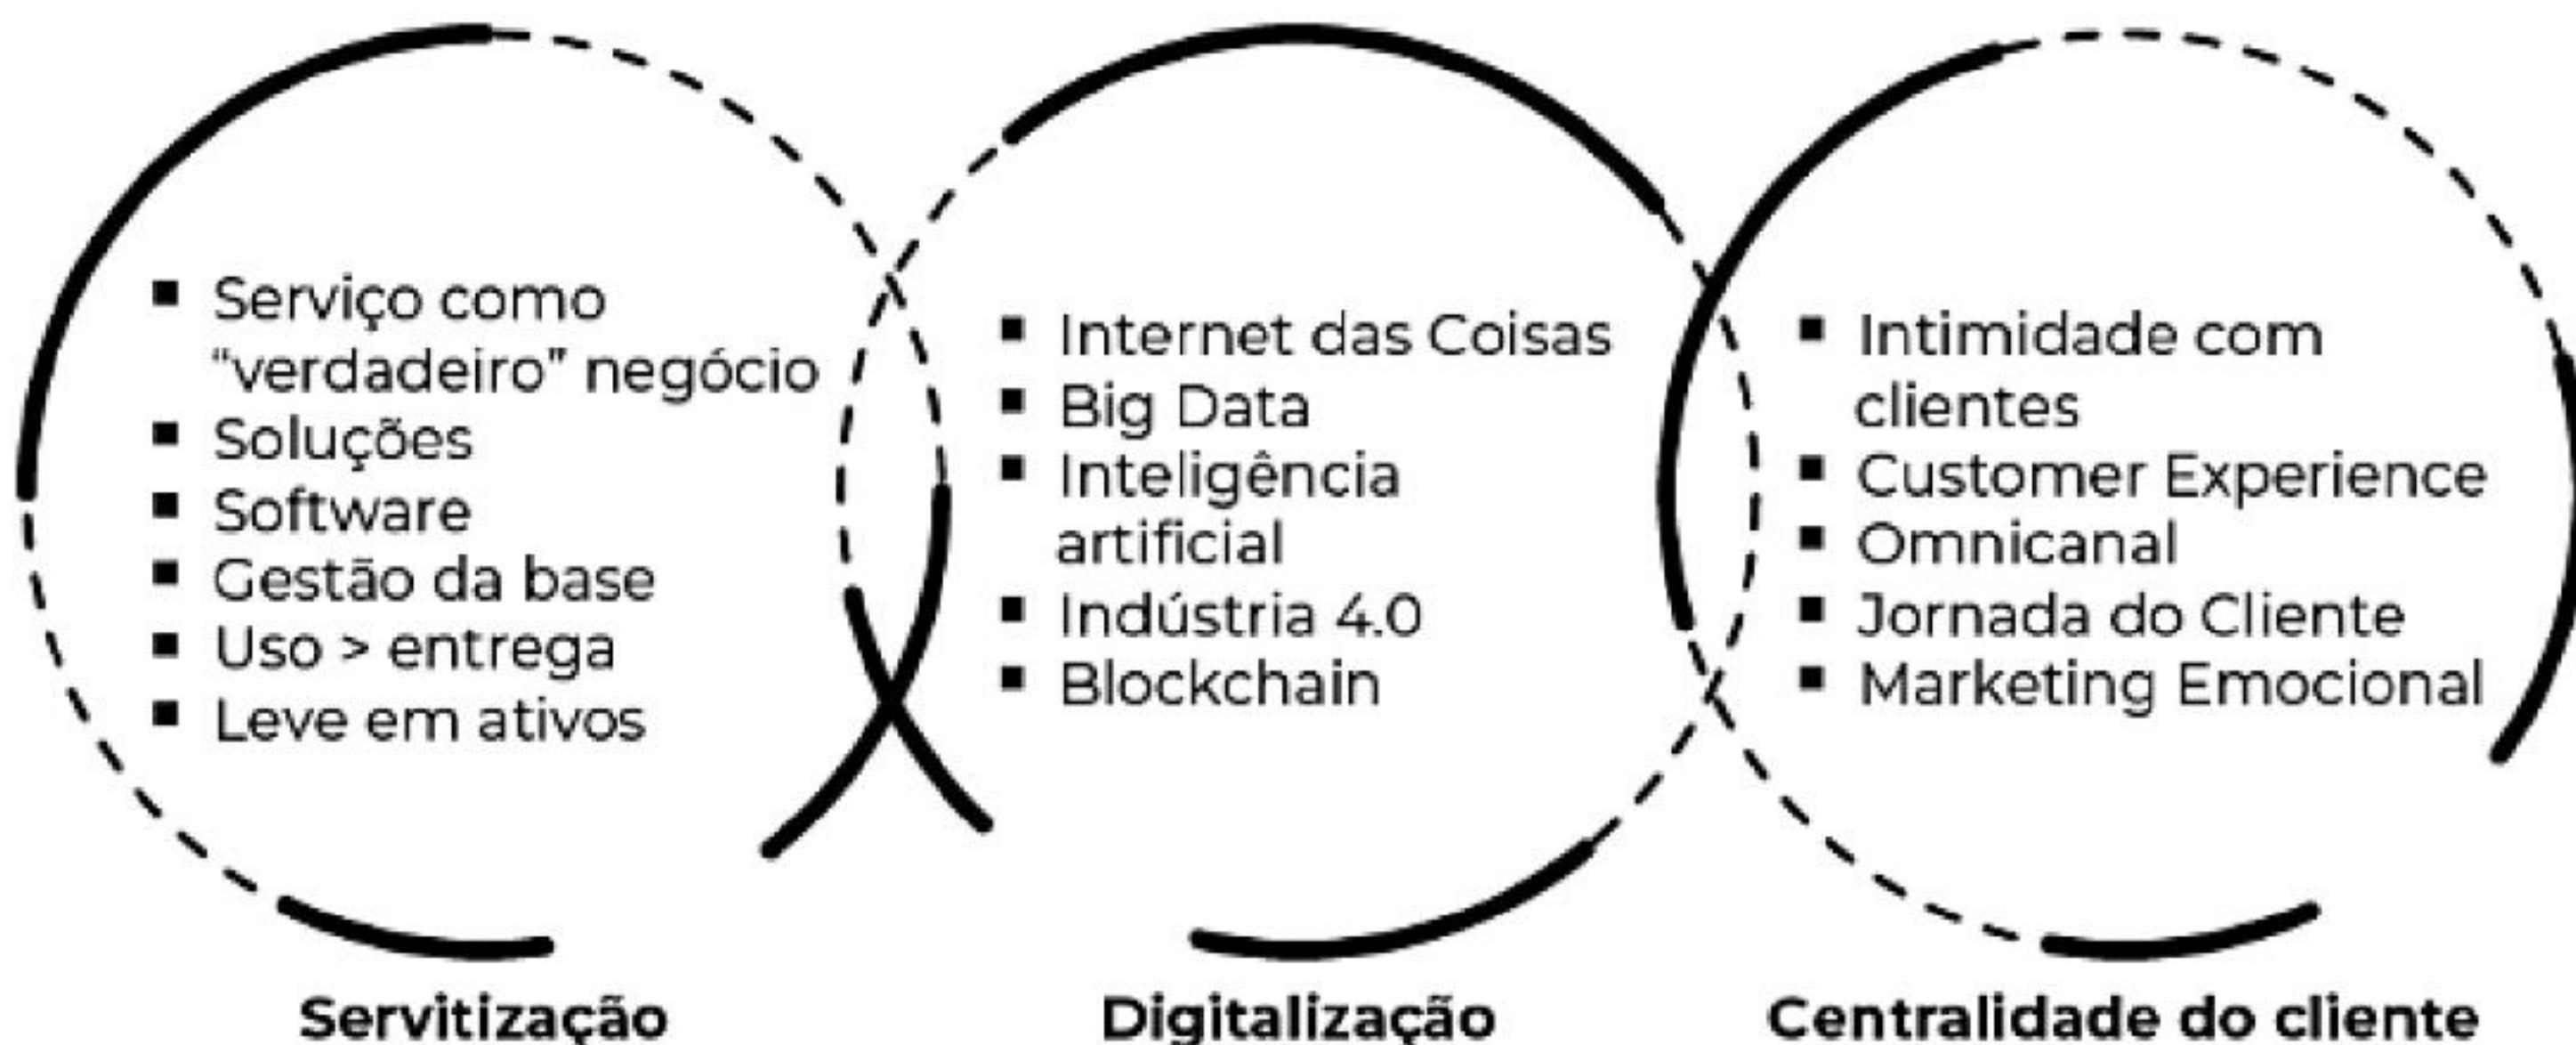 ■ Serviço como
“verdadeiro” negócio
■ Soluções
■ Software
■ Gestão da base
■ Uso > entrega
■ Leve em ativos
Servitização
■ Internet das Coisas
■ Big Data
■ Inteligência
artificial
■ Indústria 4.0
■ Blockchain
Digitalização
■ Intimidade com
clientes
■ Customer Experience
■ Omnicanal
■ Jornada do Cliente
■ Marketing Emocional
Centralidade do cliente